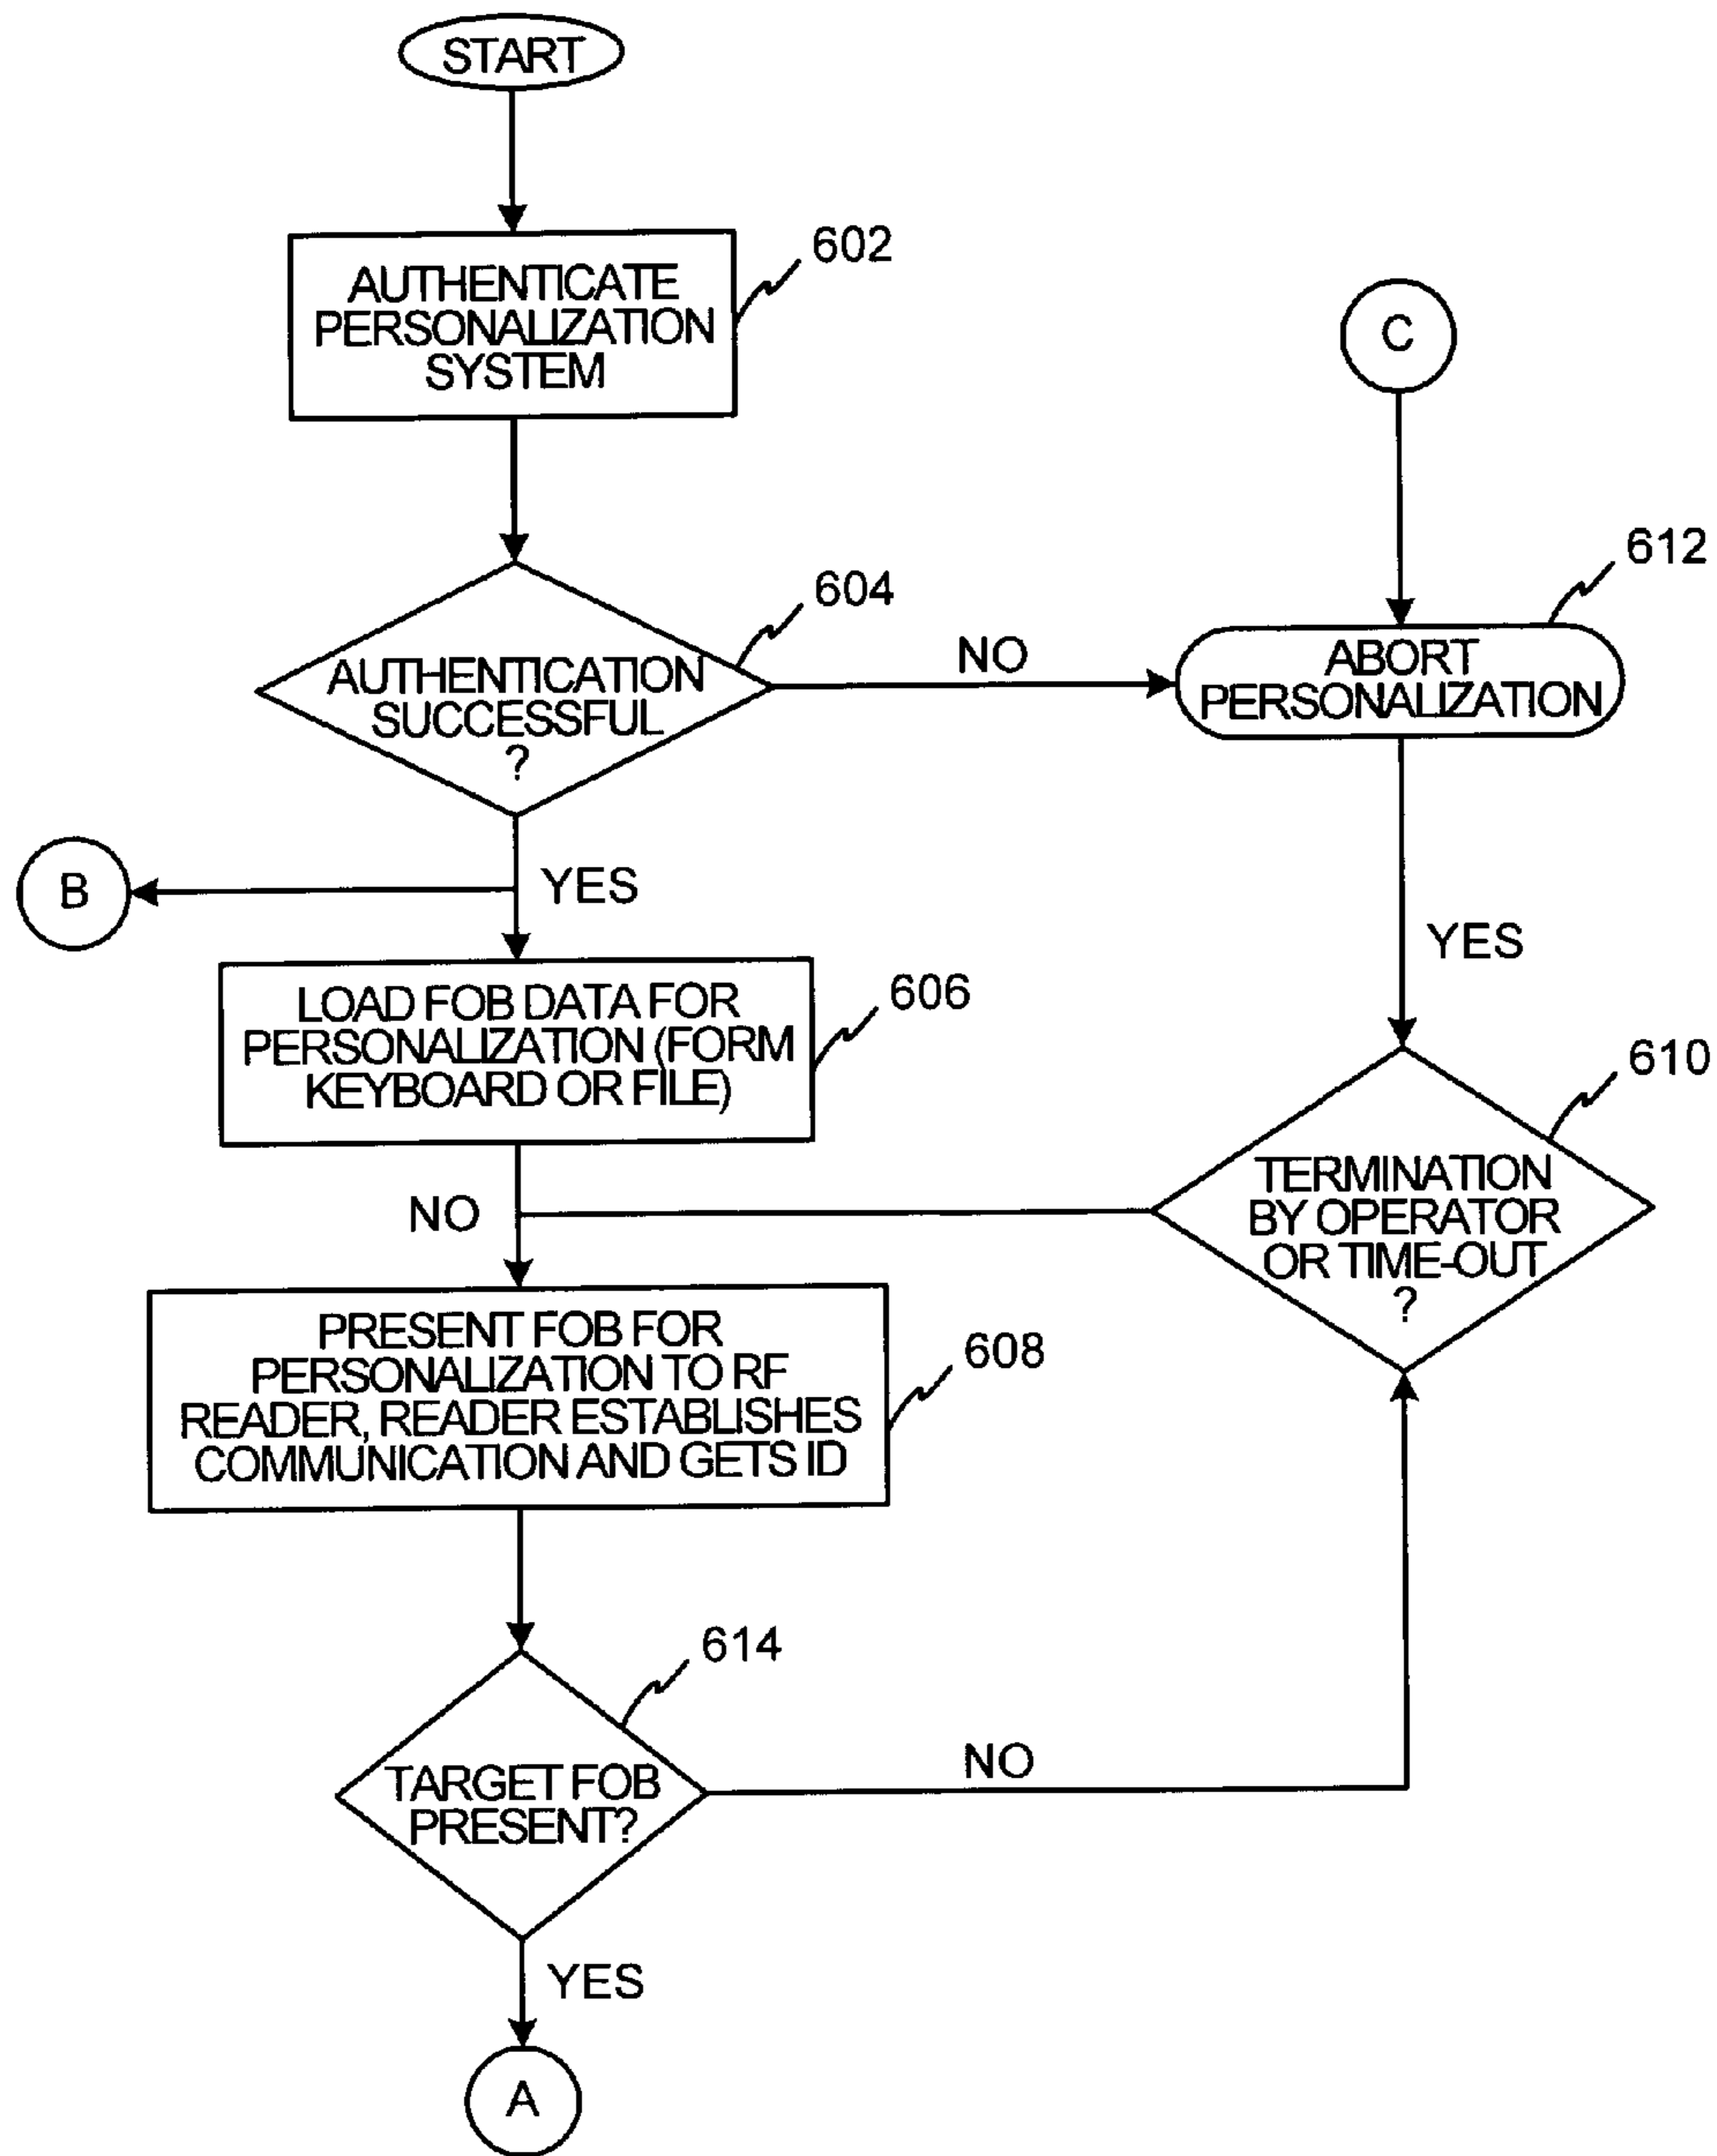 START
602
AUTHENTICATE
PERSONALIZATION
SYSTEM
C
612
604
NO
ABORT
PERSONALIZATION
AUTHENTICATION
SUCCESSFUL
?
B
YES
YES
606
LOAD FOB DATA FOR
PERSONALIZATION (FORM
KEYBOARD OR FILE)
610
TERMINATION
BY OPERATOR
OR TIME-OUT
?
NO
608
PRESENT FOB FOR
PERSONALIZATION TO RF
READER, READER ESTABLISHES
COMMUNICATION AND GETS ID
614
NO
TARGET FOB
PRESENT?
YES
A